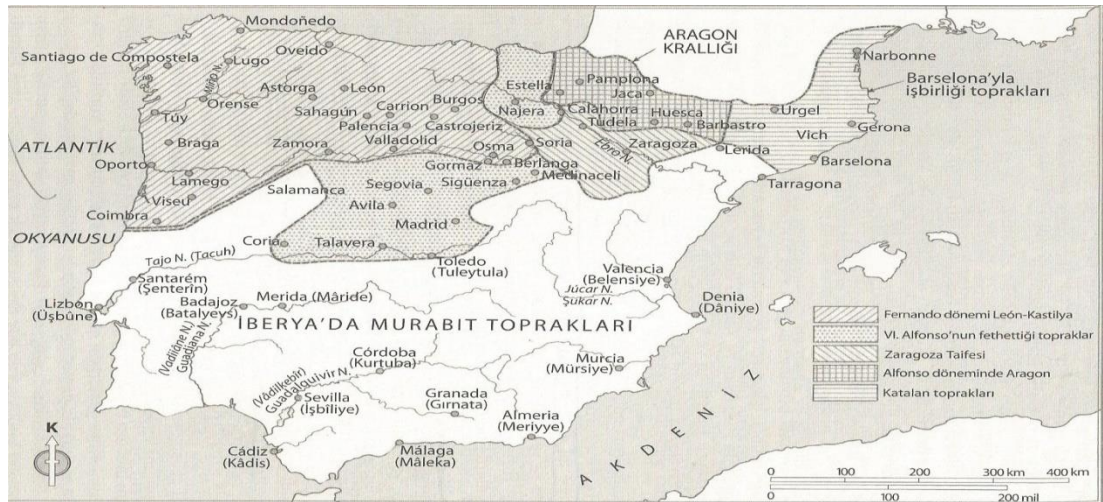 Mondoñedo
Oveido
Santiago de Compostela
Lugo
Miño N.
ARAGON
KRALLIĞI
Narbonne
Barselona'yla
işbirliği toprakları
Astorga
León
Orense
Sahagún
Carrion
Burgos
Estella
Pamplona
Jaca
Najera
Calahorra
Tudela
Huesca
Barbastro
Urgel
Gerona
Vich
Túy
Palencia
Castrojeriz
Braga
Zamora
Valladolid
Osma
Soria
Ebro N.
Zaragoza
Lerida
Barselona
ATLANTİK
Oporto
Gormaz
Berlanga
Medinaceli
Lamego
Salamanca
Segovia
Sigüenza
Tarragona
Viseu
Avila
Coimbra
Madrid
OKYANUSU
Coria
Talavera
Tajo N. (Tacuh)
Toledo
(Tuleytula)
Santarém
(Şenterîn)
Valencia
(Belensiye)
Júcar N.
Şukar N.
Lizbon
(Üşbûne)
Badajoz
(Batalyevs)
Merida (Mâride)
Denia
(Dâniye)
İBERYA'DA MURABIT TOPRAKLARI
(Vadiiâne N.)
Guadiana N.
Córdoba
(Kurtuba)
Murcia
(Mürsiye)
(Vâdilkebîr)
Guadalquivir N.
Sevilla
(İşbîliye)
Granada
(Gırnata)
Almeria
(Meriyye)
Cádiz
(Kâdis)
Málaga
(Mâleka)
AKDENİZ
Fernando dönemi León-Kastilya
VI. Alfonso'nun fethettiği topraklar
Zaragoza Taifesi
Alfonso döneminde Aragon
Katalan toprakları
K
0 100 200 300 km 400 km
0 100 200 mil